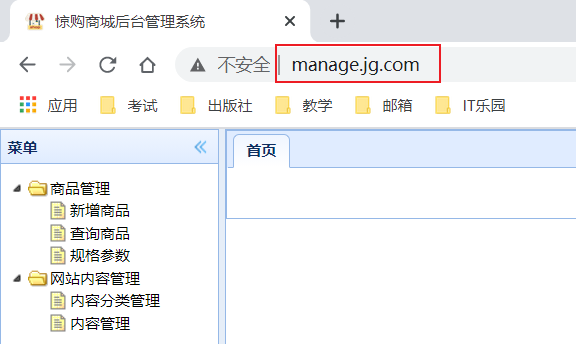 惊购商城后台管理系统
不安全 | manage.jg.com
应用 考试 出版社 教学 邮箱 IT乐园
菜单
首页
商品管理
新增商品
查询商品
规格参数
网站内容管理
内容分类管理
内容管理